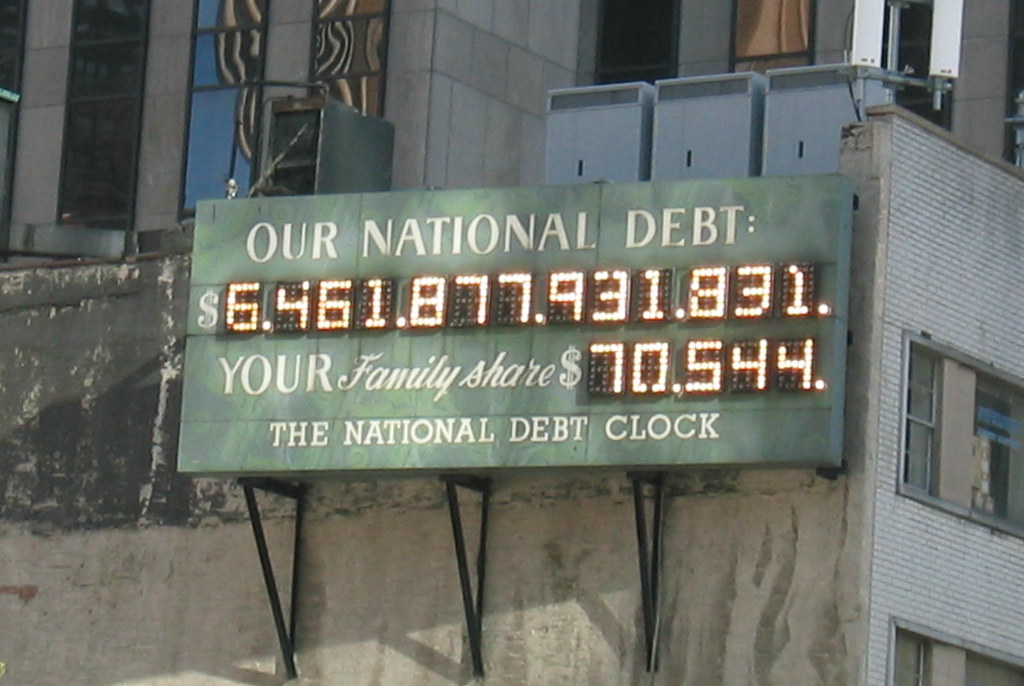 OUR NATIONAL DEBT:
$6,461,877,931,831.
YOUR Family share $70,544.
THE NATIONAL DEBT CLOCK